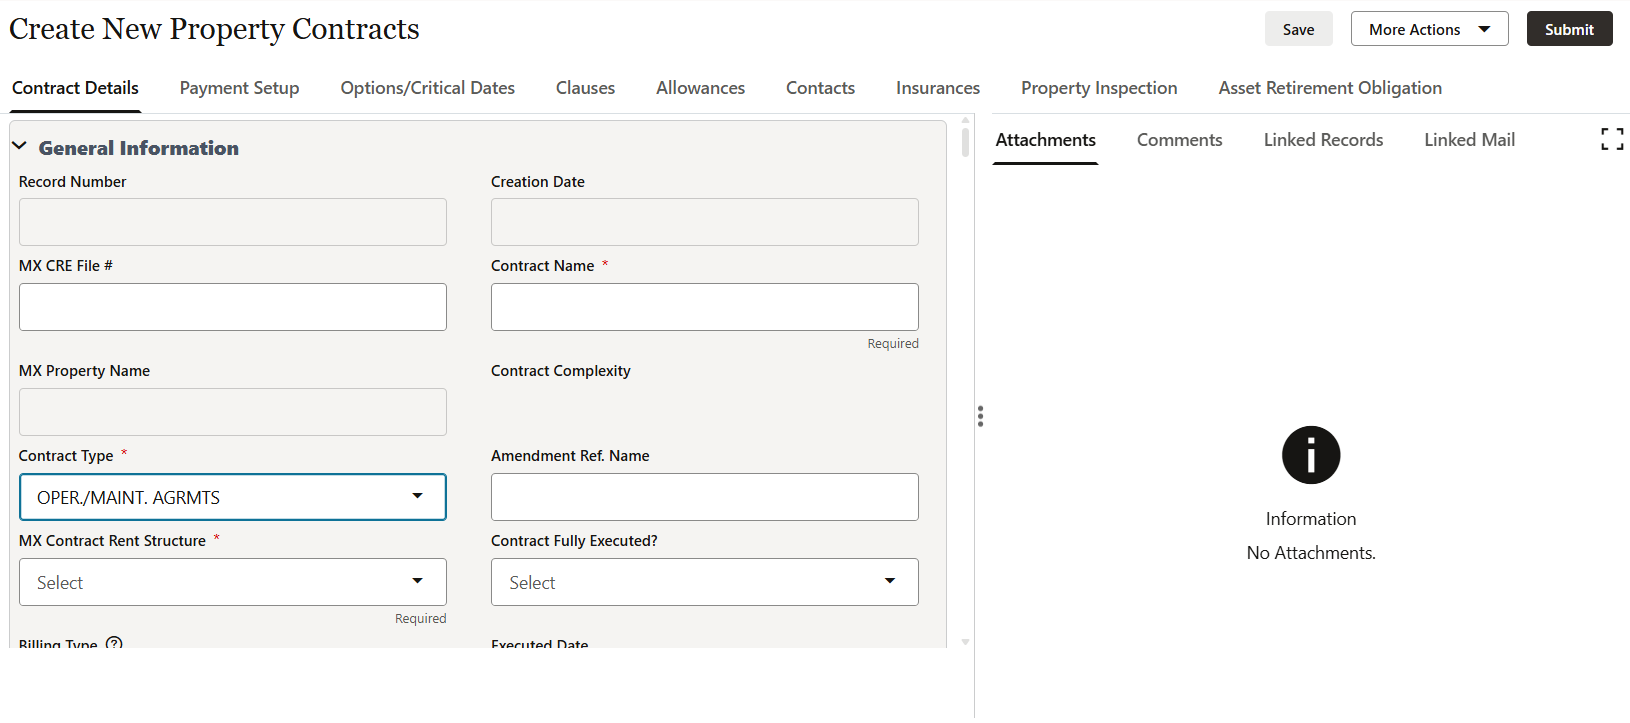 Create New Property Contracts
Save
More Actions
Submit
Contract Details
Payment Setup
Options/Critical Dates
Clauses
Allowances
Contacts
Insurances
Property Inspection
Asset Retirement Obligation
General Information
Record Number
Creation Date
MX CRE File #
Contract Name *
Required
MX Property Name
Contract Complexity
Contract Type *
OPER./MAINT. AGRMTS
Amendment Ref. Name
MX Contract Rent Structure *
Select
Required
Contract Fully Executed?
Select
Billing Type ?
Executed Date
Attachments
Comments
Linked Records
Linked Mail
Information
No Attachments.